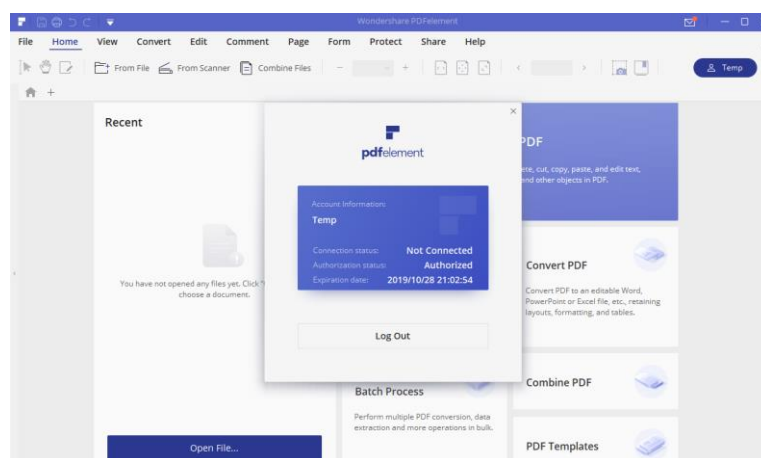 Wondershare PDFelement
File Home View Convert Edit Comment Page Form Protect Share Help
From File From Scanner Combine Files Temp
Recent
You have not opened any files yet. Click
choose a document.
Open File...
pdfelement
Account Information:
Temp
Connection status: Not Connected
Authorization status: Authorized
Expiration date: 2019/10/28 21:02:54
Log Out
PDF
cut, copy, paste, and edit text,
and other objects in PDF.
Convert PDF
Convert PDF to an editable Word,
PowerPoint or Excel file, etc., retaining
layouts, formatting, and tables.
Batch Process
Perform multiple PDF conversion, data
extraction and more operations in bulk.
Combine PDF
PDF Templates